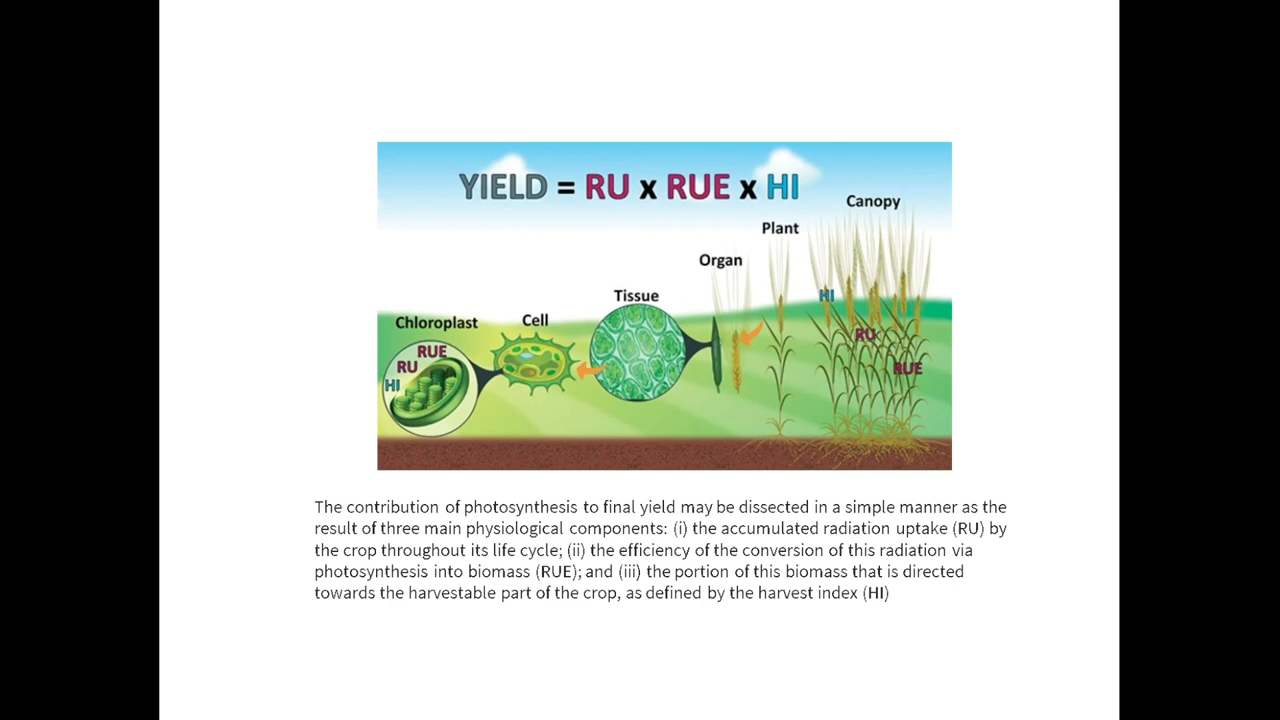 YIELD = RU x RUE x HI
Canopy
Plant
Organ
Tissue
Cell
Chloroplast
RUE
RU
HI
HI
RU
RUE
The contribution of photosynthesis to final yield may be dissected in a simple manner as the
result of three main physiological components: (i) the accumulated radiation uptake (RU) by
the crop throughout its life cycle; (ii) the efficiency of the conversion of this radiation via
photosynthesis into biomass (RUE); and (iii) the portion of this biomass that is directed
towards the harvestable part of the crop, as defined by the harvest index (HI)